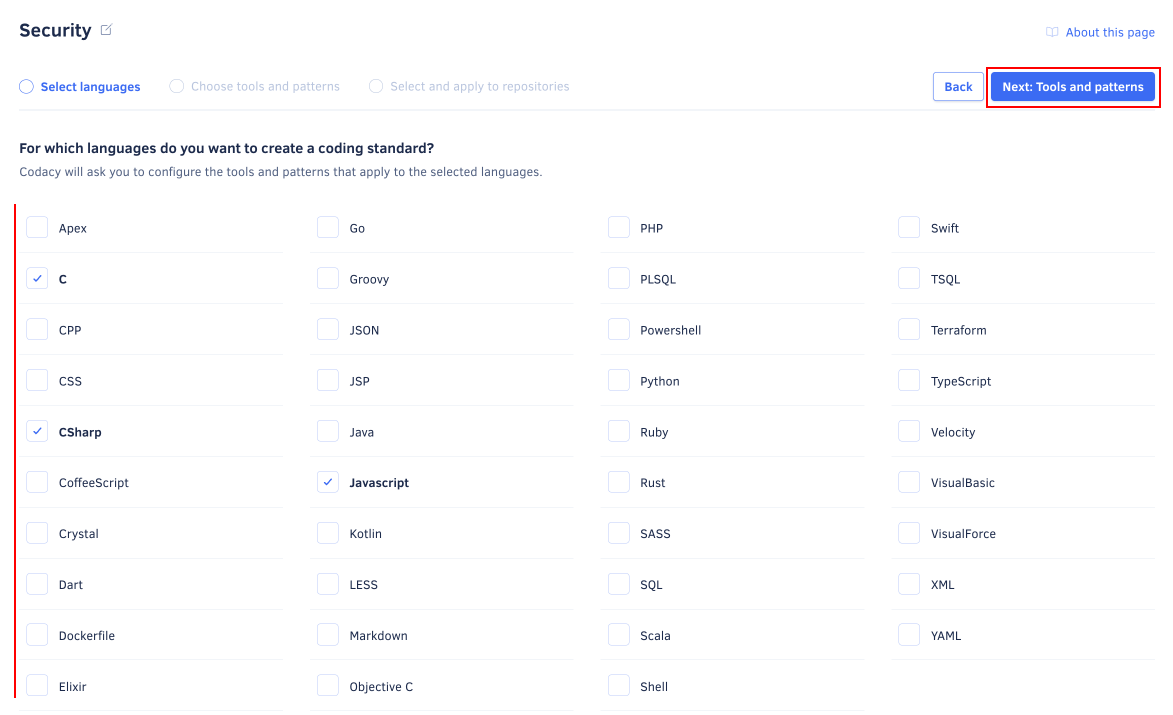 Security
About this page
Select languages
Choose tools and patterns
Select and apply to repositories
Back
Next: Tools and patterns
For which languages do you want to create a coding standard?
Codacy will ask you to configure the tools and patterns that apply to the selected languages.
Apex
Go
PHP
Swift
C
Groovy
PLSQL
TSQL
CPP
JSON
Powershell
Terraform
CSS
JSP
Python
TypeScript
CSharp
Java
Ruby
Velocity
CoffeeScript
Javascript
Rust
VisualBasic
Crystal
Kotlin
SASS
VisualForce
Dart
LESS
SQL
XML
Dockerfile
Markdown
Scala
YAML
Elixir
Objective C
Shell